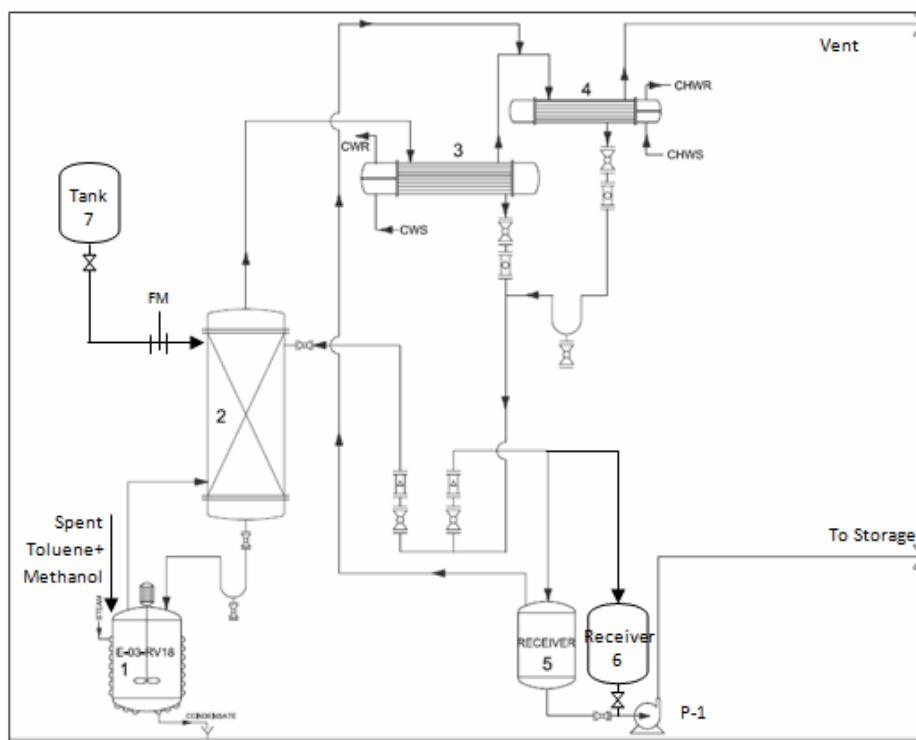 Vent
4
CHWR
CHWS
3
CWR
CWS
Tank
7
FM
2
Spent
Toluene+
Methanol
STEAM
E-03-RV18
1
CONDENSATE
To Storage
RECEIVER
5
Receiver
6
P-1